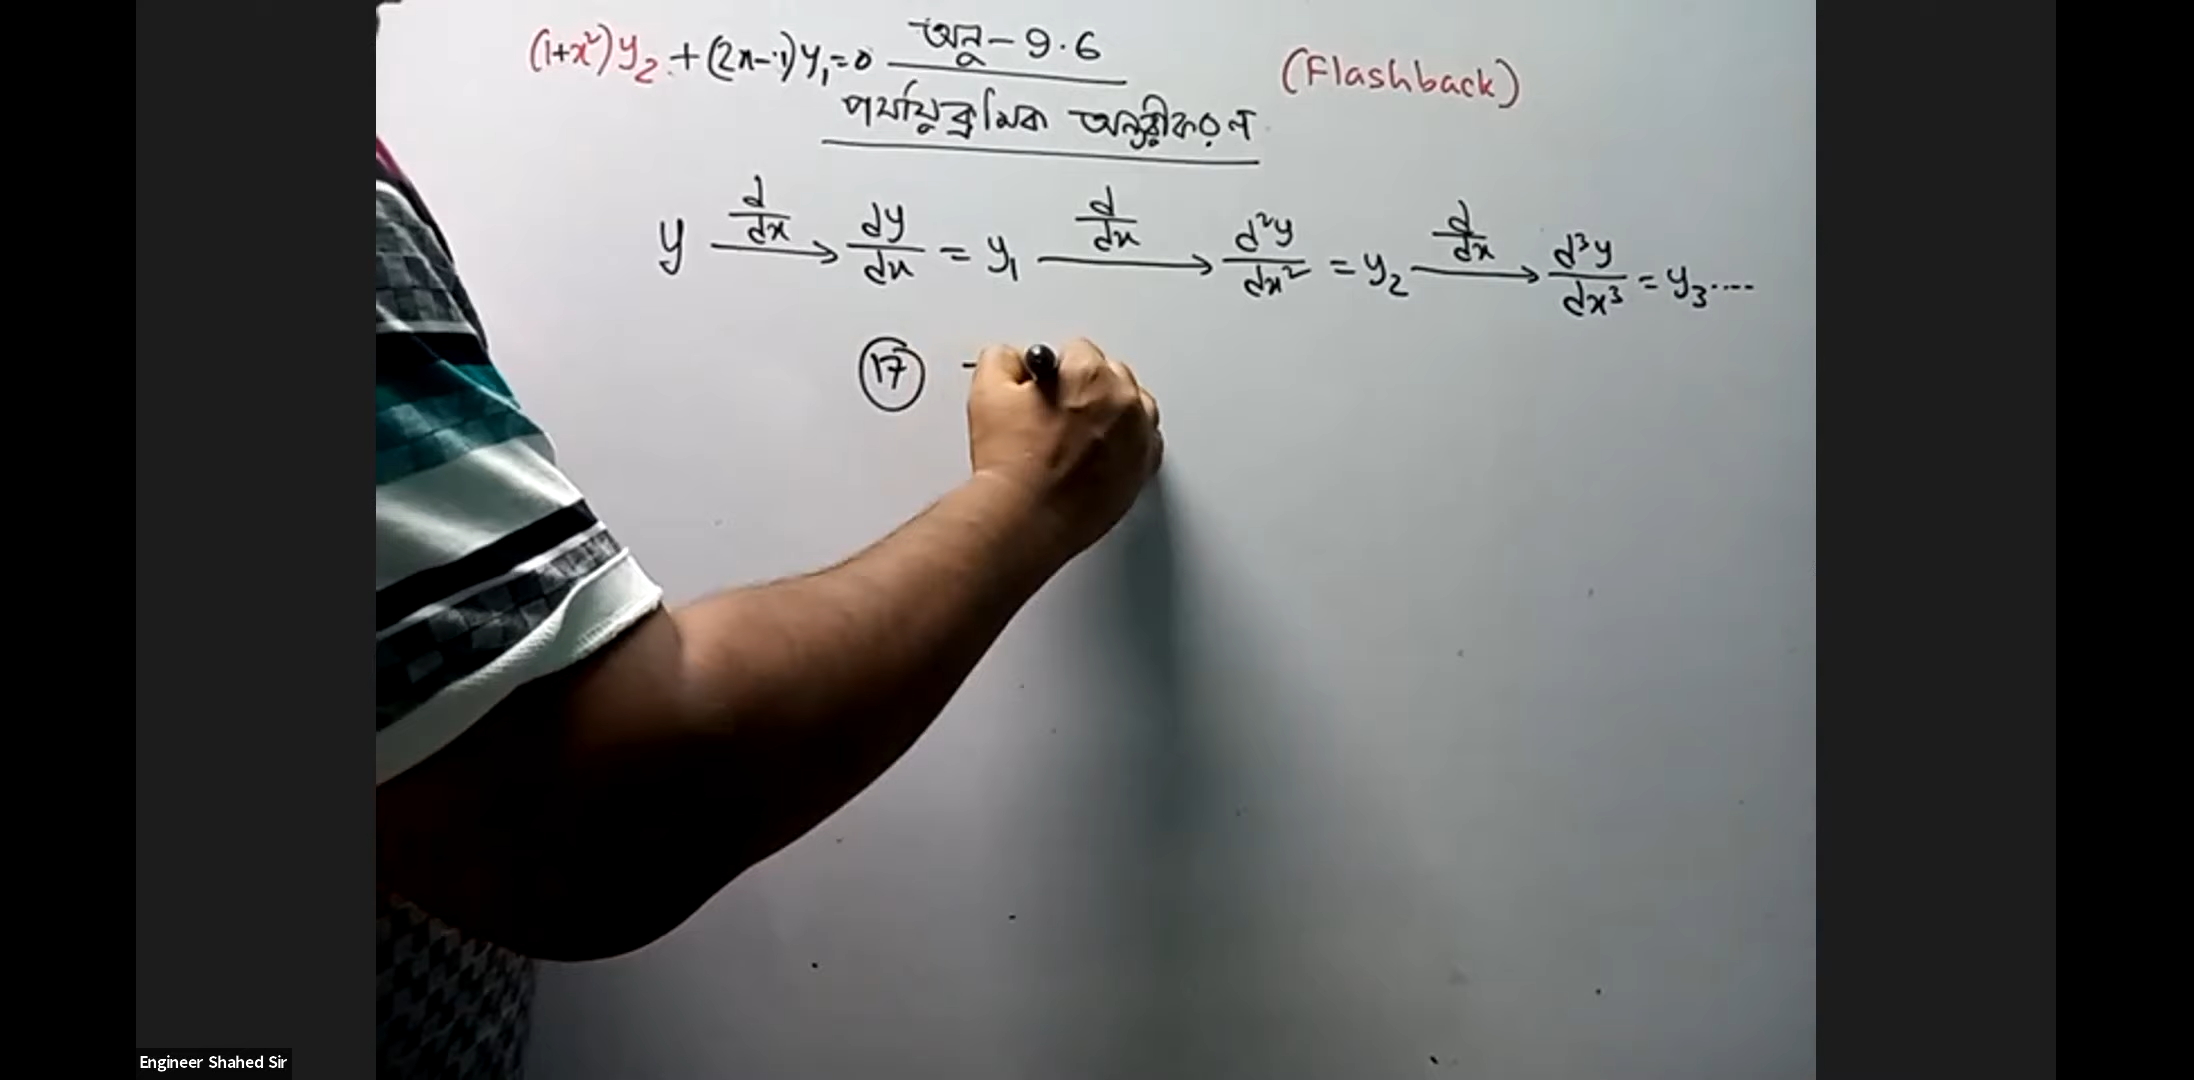 (1+x²)y₂ + (2x-1)y₁=0 অনু- 9.6 (Flashback)
পর্যায়ক্রমিক অন্তরীকরণ
y d/dx → dy/dx = y₁ d/dx → d²y/dx² = y₂ d/dx → d³y/dx³ = y₃....
17
Engineer Shahed Sir